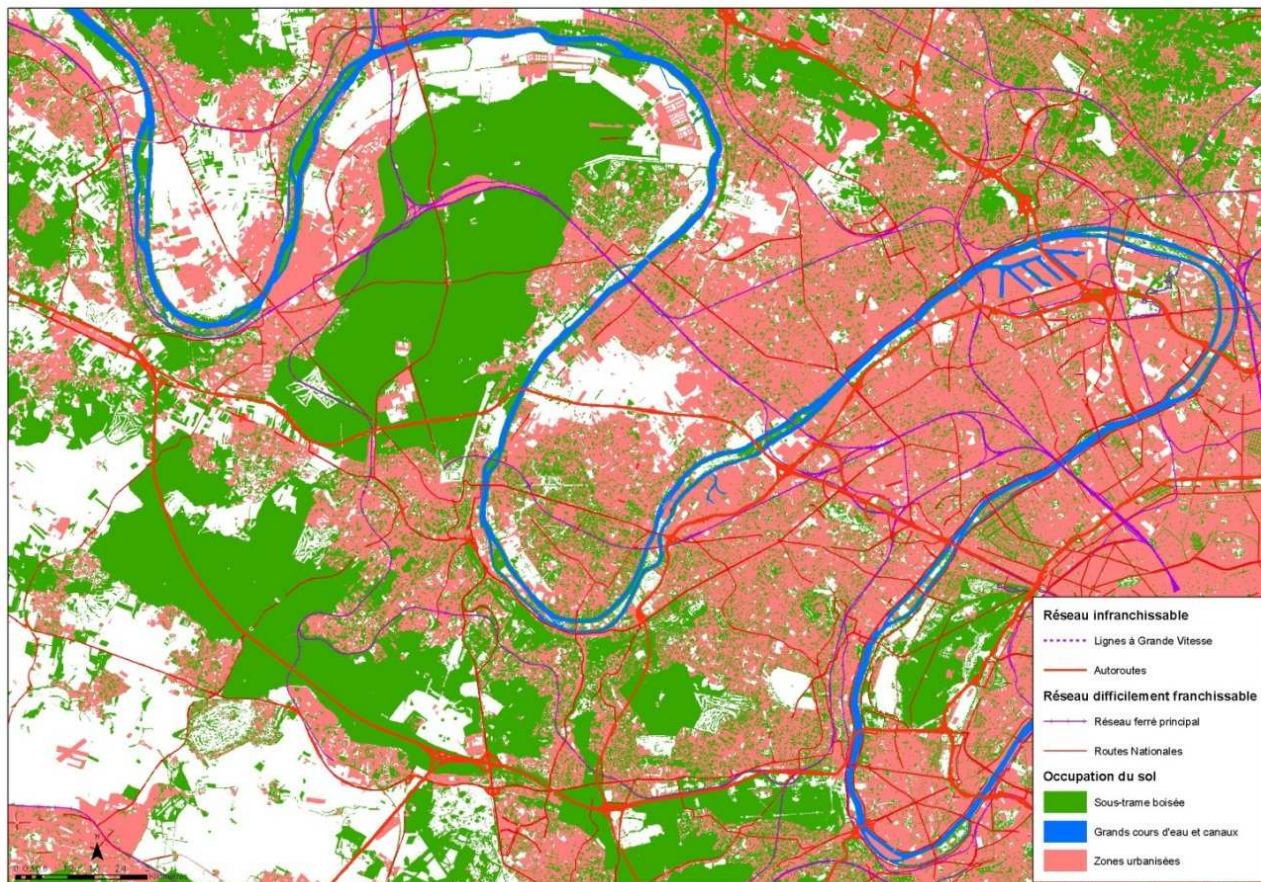 Réseau infranchissable
Lignes à Grande Vitesse
Autoroutes
Réseau difficilement franchissable
Réseau ferré principal
Routes Nationales
Occupation du sol
Sous-trame boisée
Grands cours d'eau et canaux
Zones urbanisées